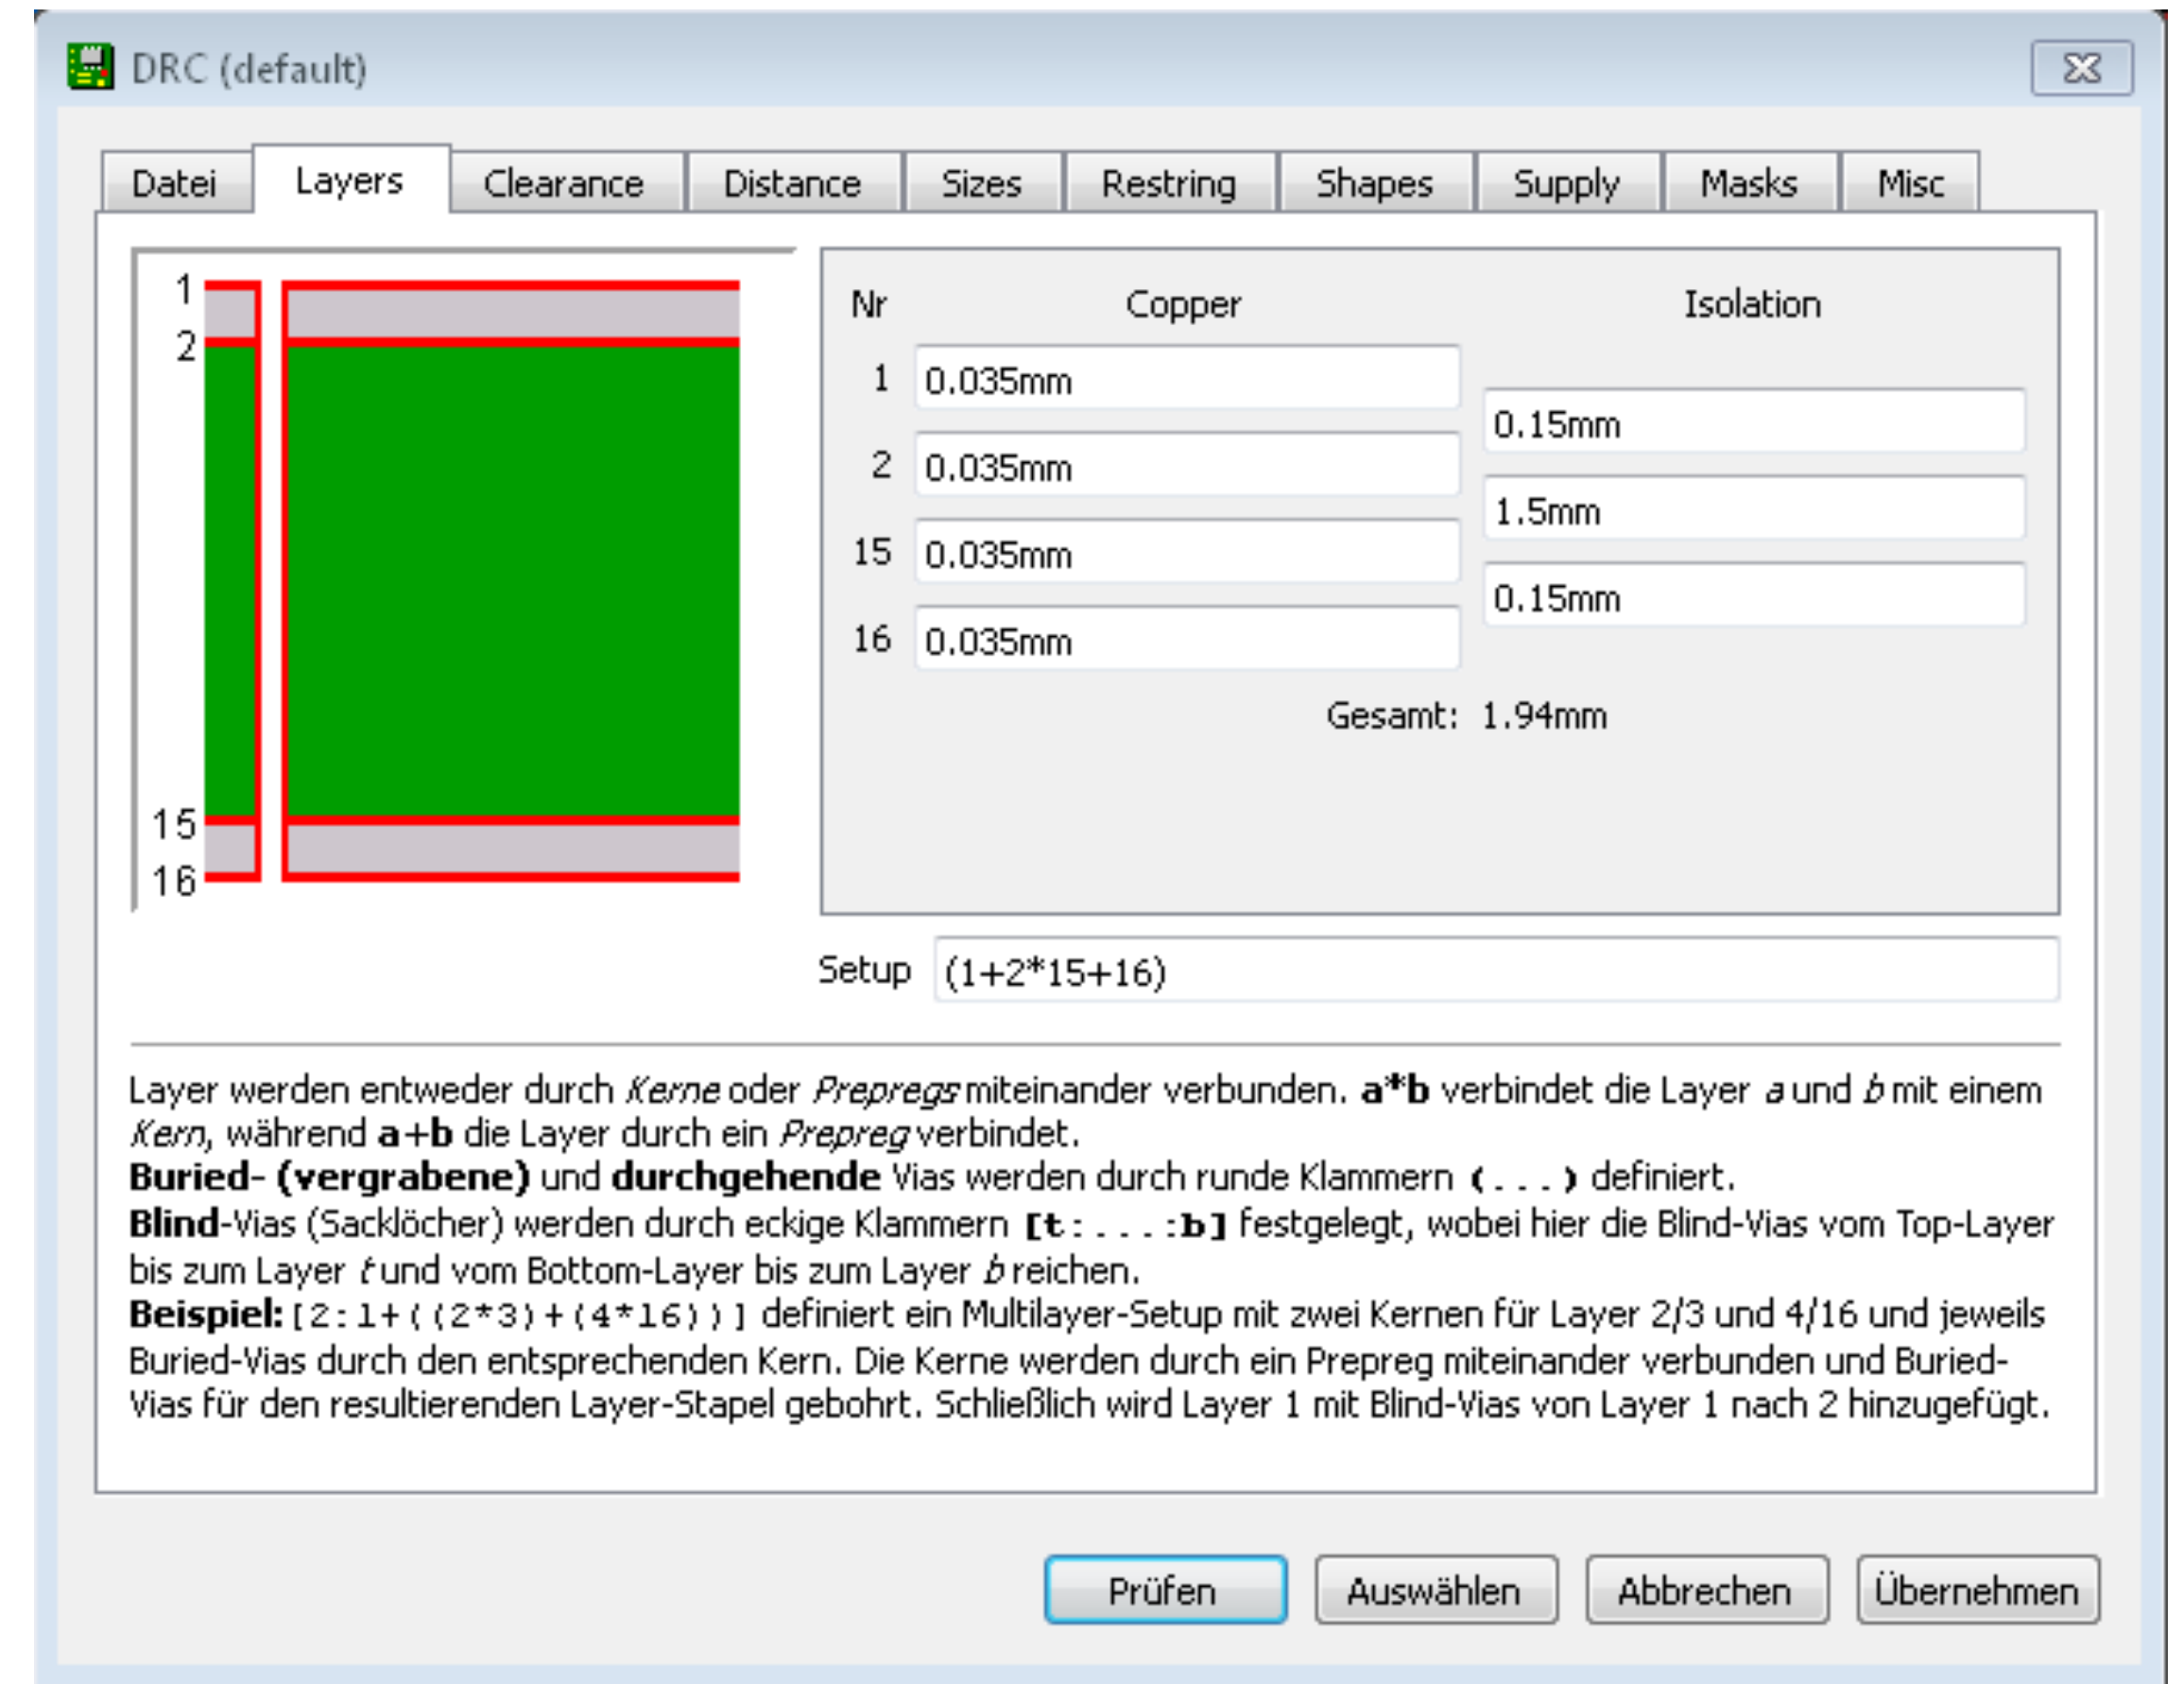 DRC (default)
Datei Layers Clearance Distance Sizes Restring Shapes Supply Masks Misc
1
2
15
16
Nr Copper Isolation
1 0.035mm
0.15mm
2 0.035mm
1.5mm
15 0.035mm
0.15mm
16 0.035mm
Gesamt: 1.94mm
Setup (1+2*15+16)
Layer werden entweder durch Kerne oder Prepregs miteinander verbunden. a*b verbindet die Layer a und b mit einem
Kern, während a+b die Layer durch ein Prepreg verbindet.
Buried- (vergrabene) und durchgehende Vias werden durch runde Klammern (...) definiert.
Blind-Vias (Sacklöcher) werden durch eckige Klammern [t:...:b] festgelegt, wobei hier die Blind-Vias vom Top-Layer
bis zum Layer t und vom Bottom-Layer bis zum Layer b reichen.
Beispiel: [2:1+((2*3)+(4*16))] definiert ein Multilayer-Setup mit zwei Kernen für Layer 2/3 und 4/16 und jeweils
Buried-Vias durch den entsprechenden Kern. Die Kerne werden durch ein Prepreg miteinander verbunden und Buried-
Vias für den resultierenden Layer-Stapel gebohrt. Schließlich wird Layer 1 mit Blind-Vias von Layer 1 nach 2 hinzugefügt.
Prüfen Auswählen Abbrechen Übernehmen